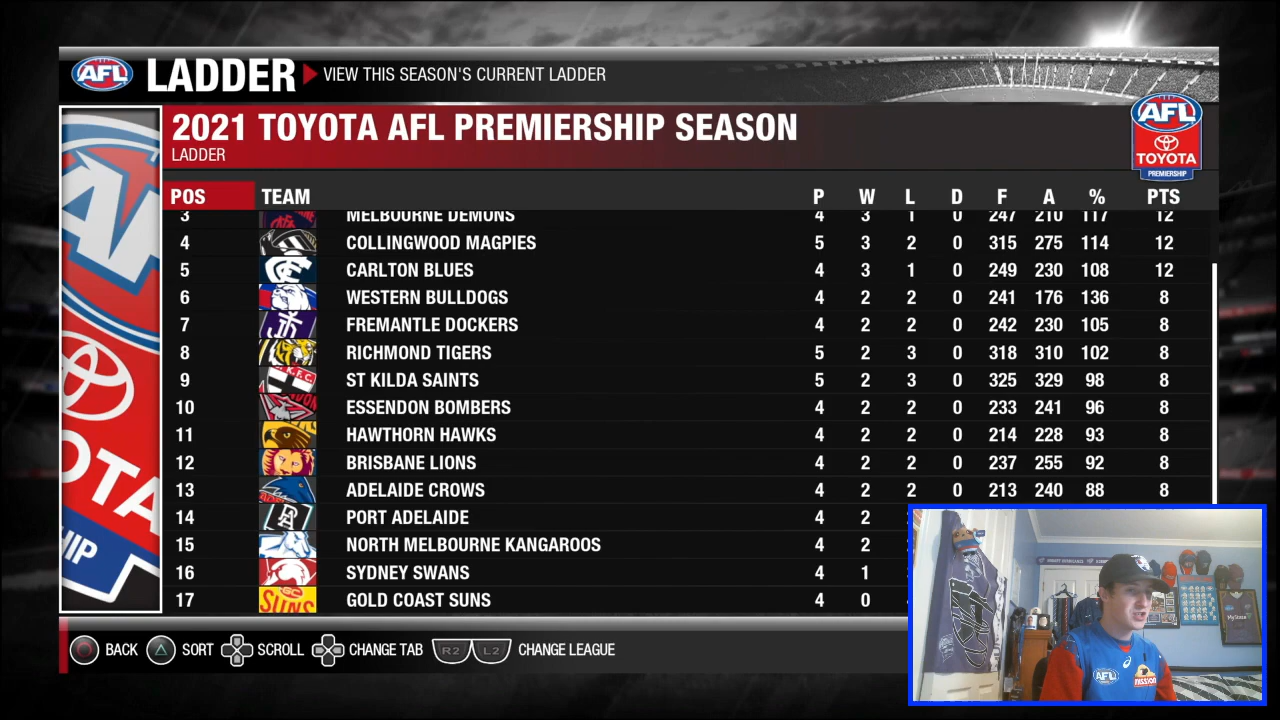 AFL LADDER VIEW THIS SEASON'S CURRENT LADDER
2021 TOYOTA AFL PREMIERSHIP SEASON
LADDER
AFL
TOYOTA
PREMIERSHIP
POS TEAM P W L D F A % PTS
3 MELBOURNE DEMONS 4 3 1 0 247 210 117 12
4 COLLINGWOOD MAGPIES 5 3 2 0 315 275 114 12
5 CARLTON BLUES 4 3 1 0 249 230 108 12
6 WESTERN BULLDOGS 4 2 2 0 241 176 136 8
7 FREMANTLE DOCKERS 4 2 2 0 242 230 105 8
8 RICHMOND TIGERS 5 2 3 0 318 310 102 8
9 ST KILDA SAINTS 5 2 3 0 325 329 98 8
10 ESSENDON BOMBERS 4 2 2 0 233 241 96 8
11 HAWTHORN HAWKS 4 2 2 0 214 228 93 8
12 BRISBANE LIONS 4 2 2 0 237 255 92 8
13 ADELAIDE CROWS 4 2 2 0 213 240 88 8
14 PORT ADELAIDE 4 2
15 NORTH MELBOURNE KANGAROOS 4 2
16 SYDNEY SWANS 4 1
17 GC SUNS GOLD COAST SUNS 4 0
OTA
HIP
BACK SORT SCROLL CHANGE TAB R2 L2 CHANGE LEAGUE
MyState
AFL
mission